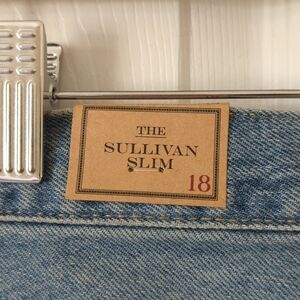 THE
SULLIVAN
SLIM
18